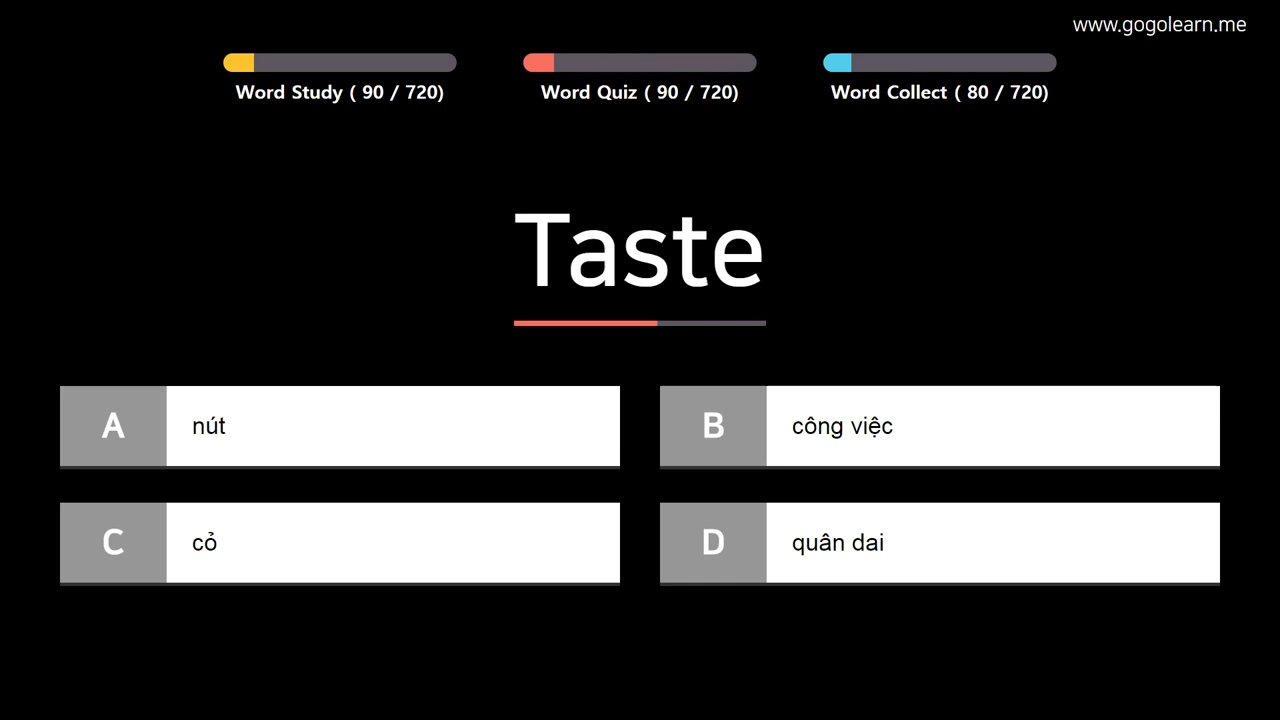 www.gogolearn.me
Word Study ( 90 / 720)
Word Quiz ( 90 / 720)
Word Collect ( 80 / 720)
Taste
A nút
B công việc
C cỏ
D quân dai